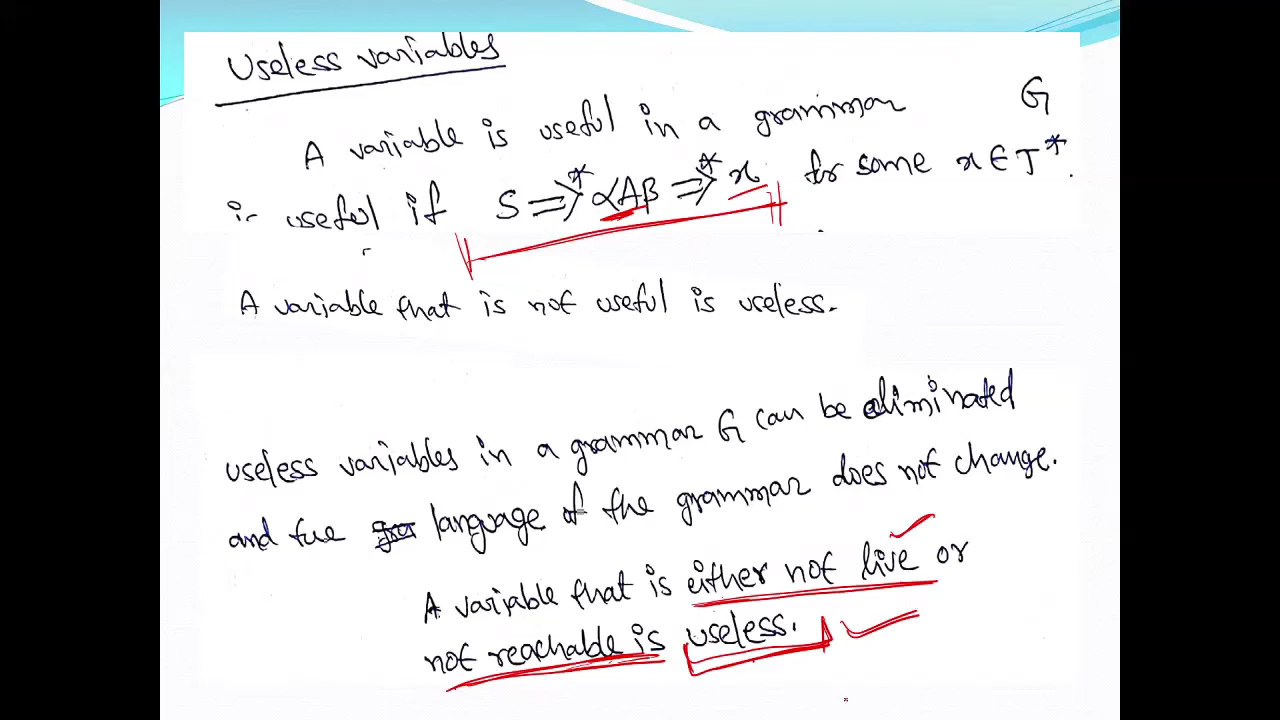 Useless variables
A variable is useful in a grammar G
is useful if S ⇒* αAβ ⇒* x for some x ∈ T*.
A variable that is not useful is useless.
useless variables in a grammar G can be eliminated
and the language of the grammar does not change.
A variable that is either not live or
not reachable is useless.